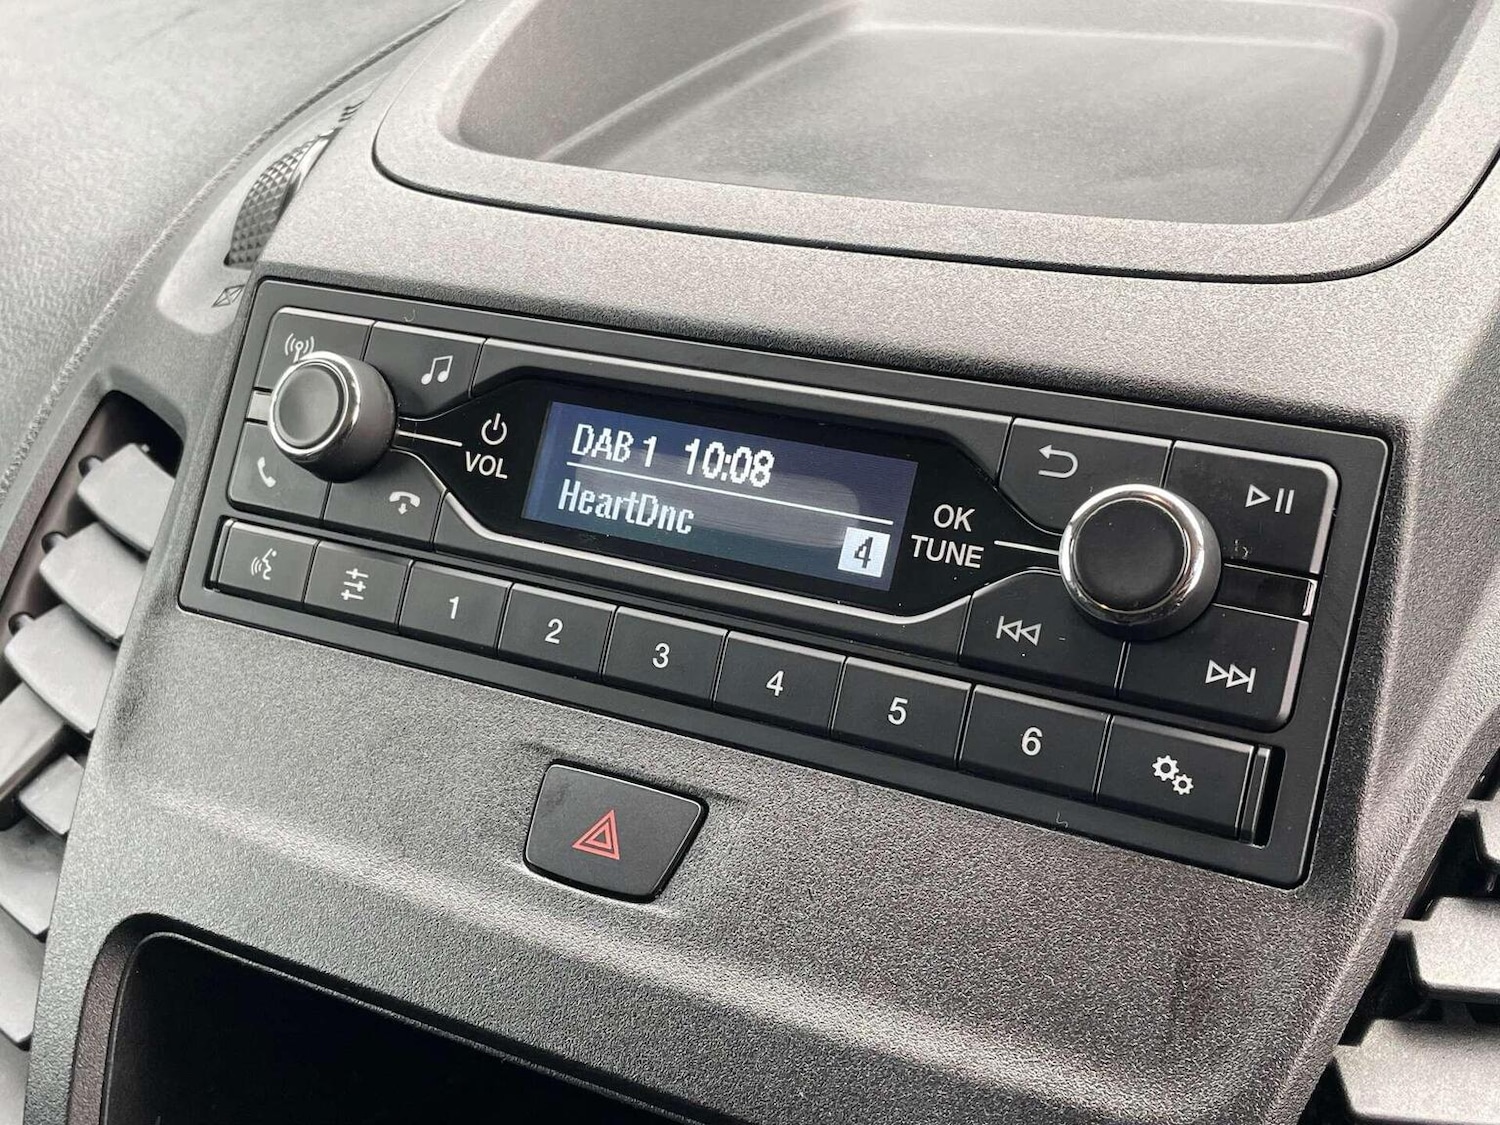 DAB 1 10:08
HeartDnc
4
VOL
OK
TUNE
1
2
3
4
5
6